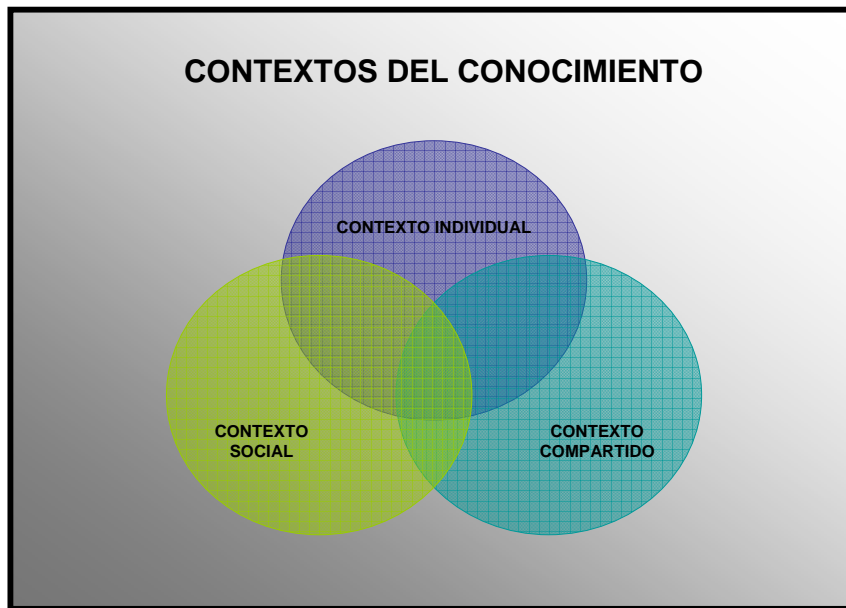 CONTEXTOS DEL CONOCIMIENTO
CONTEXTO INDIVIDUAL
CONTEXTO
SOCIAL
CONTEXTO
COMPARTIDO